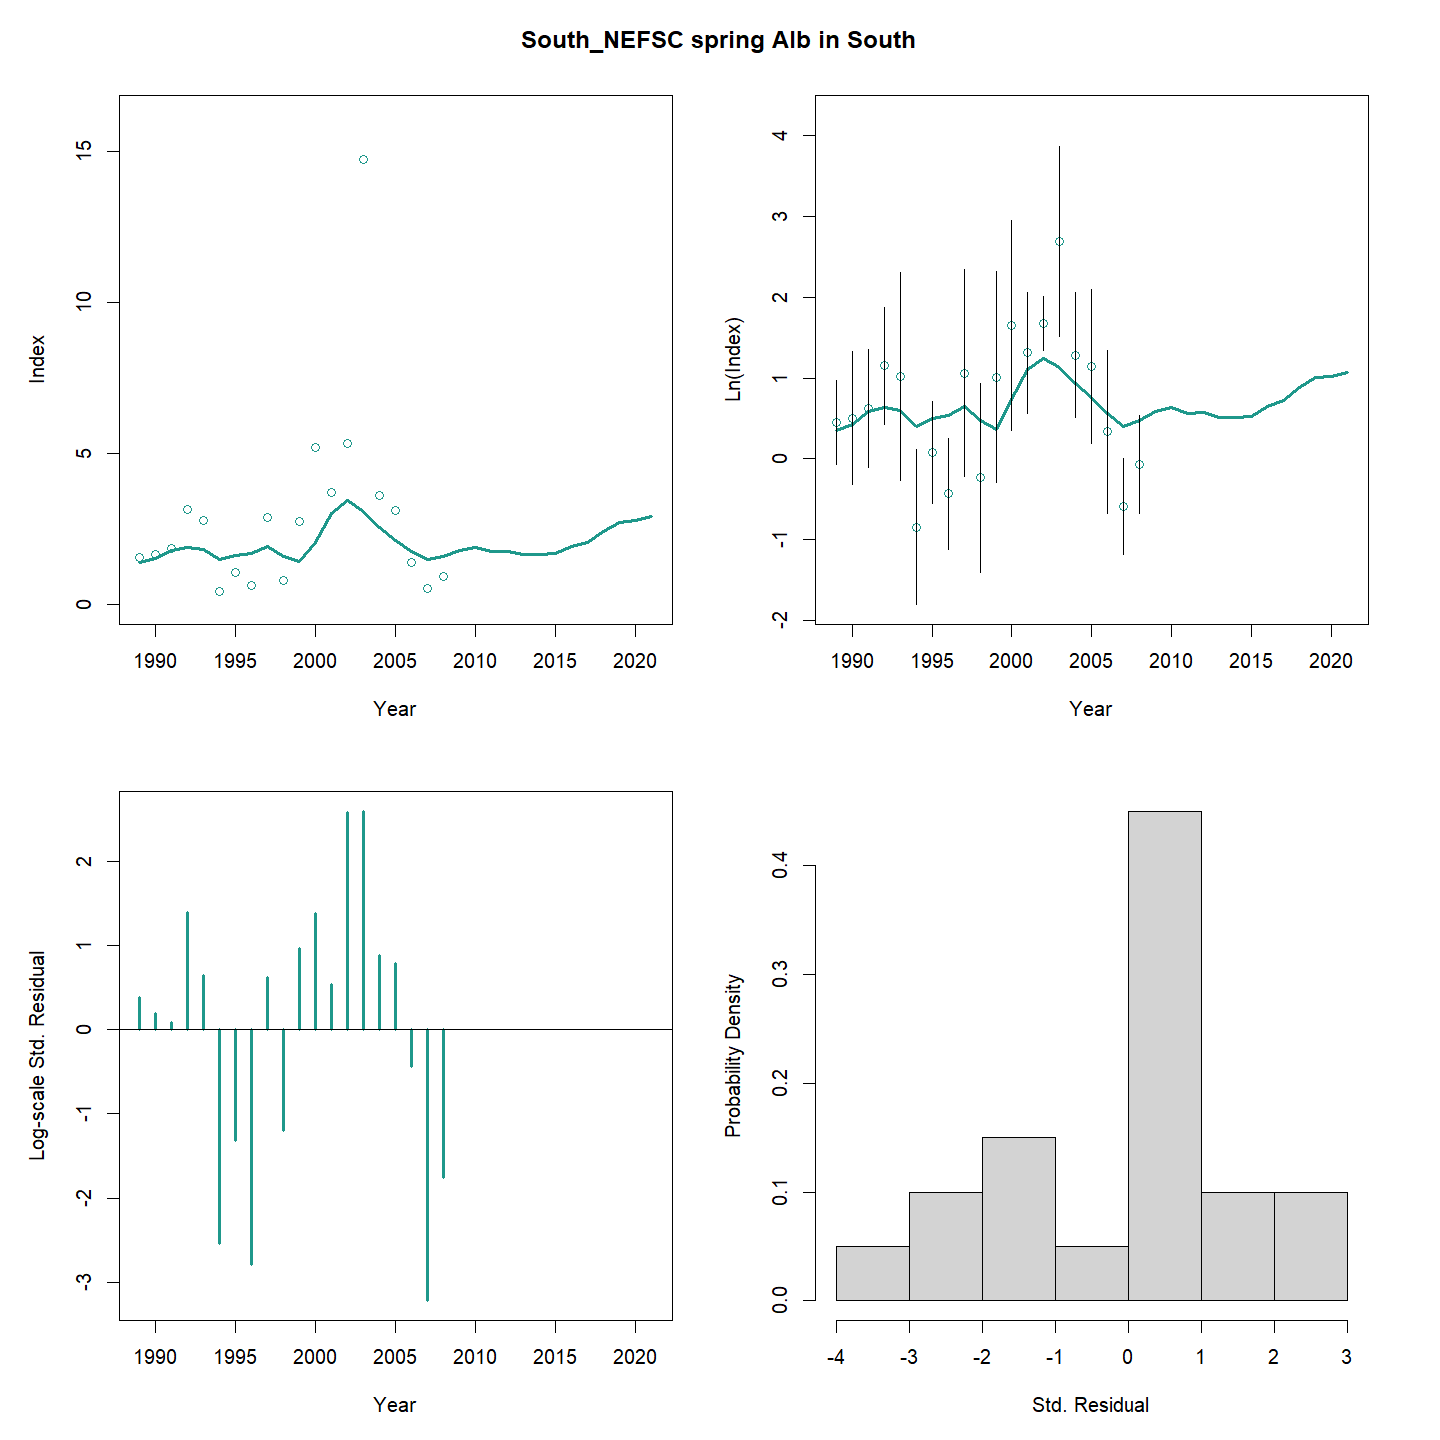 South_NEFSC spring Alb in South
Index
15
10
5
0
1990 1995 2000 2005 2010 2015 2020
Year
Ln(Index)
4
3
2
1
0
-1
-2
1990 1995 2000 2005 2010 2015 2020
Year
Log-scale Std. Residual
2
1
0
-1
-2
-3
1990 1995 2000 2005 2010 2015 2020
Year
Probability Density
0.4
0.3
0.2
0.1
0.0
-4 -3 -2 -1 0 1 2 3
Std. Residual